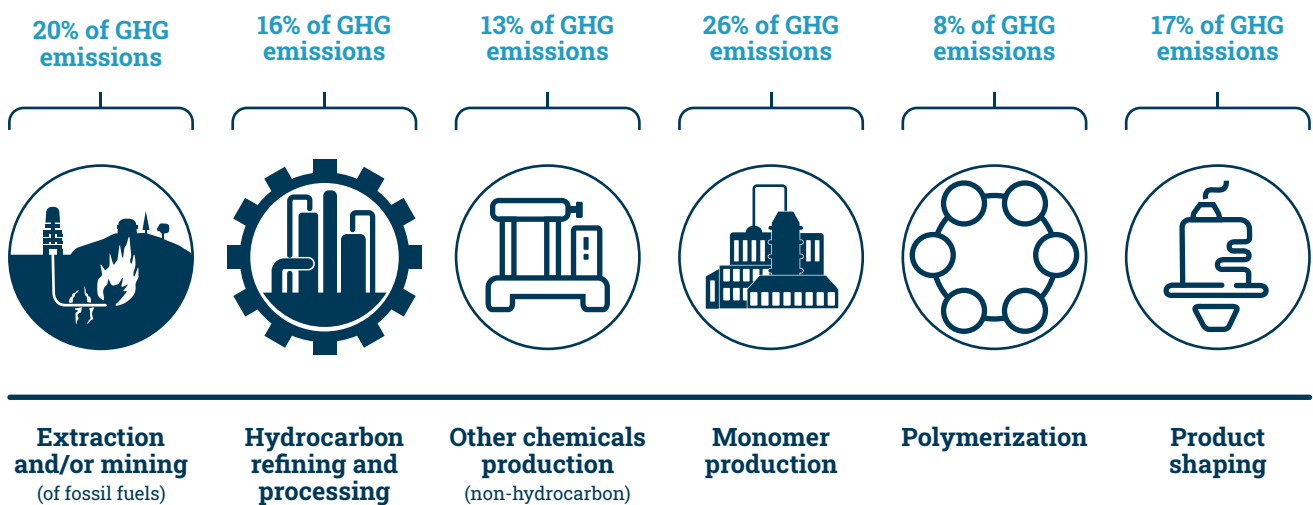 20% of GHG
emissions
16% of GHG
emissions
13% of GHG
emissions
26% of GHG
emissions
8% of GHG
emissions
17% of GHG
emissions
Extraction
and/or mining
(of fossil fuels)
Hydrocarbon
refining and
processing
Other chemicals
production
(non-hydrocarbon)
Monomer
production
Polymerization
Product
shaping